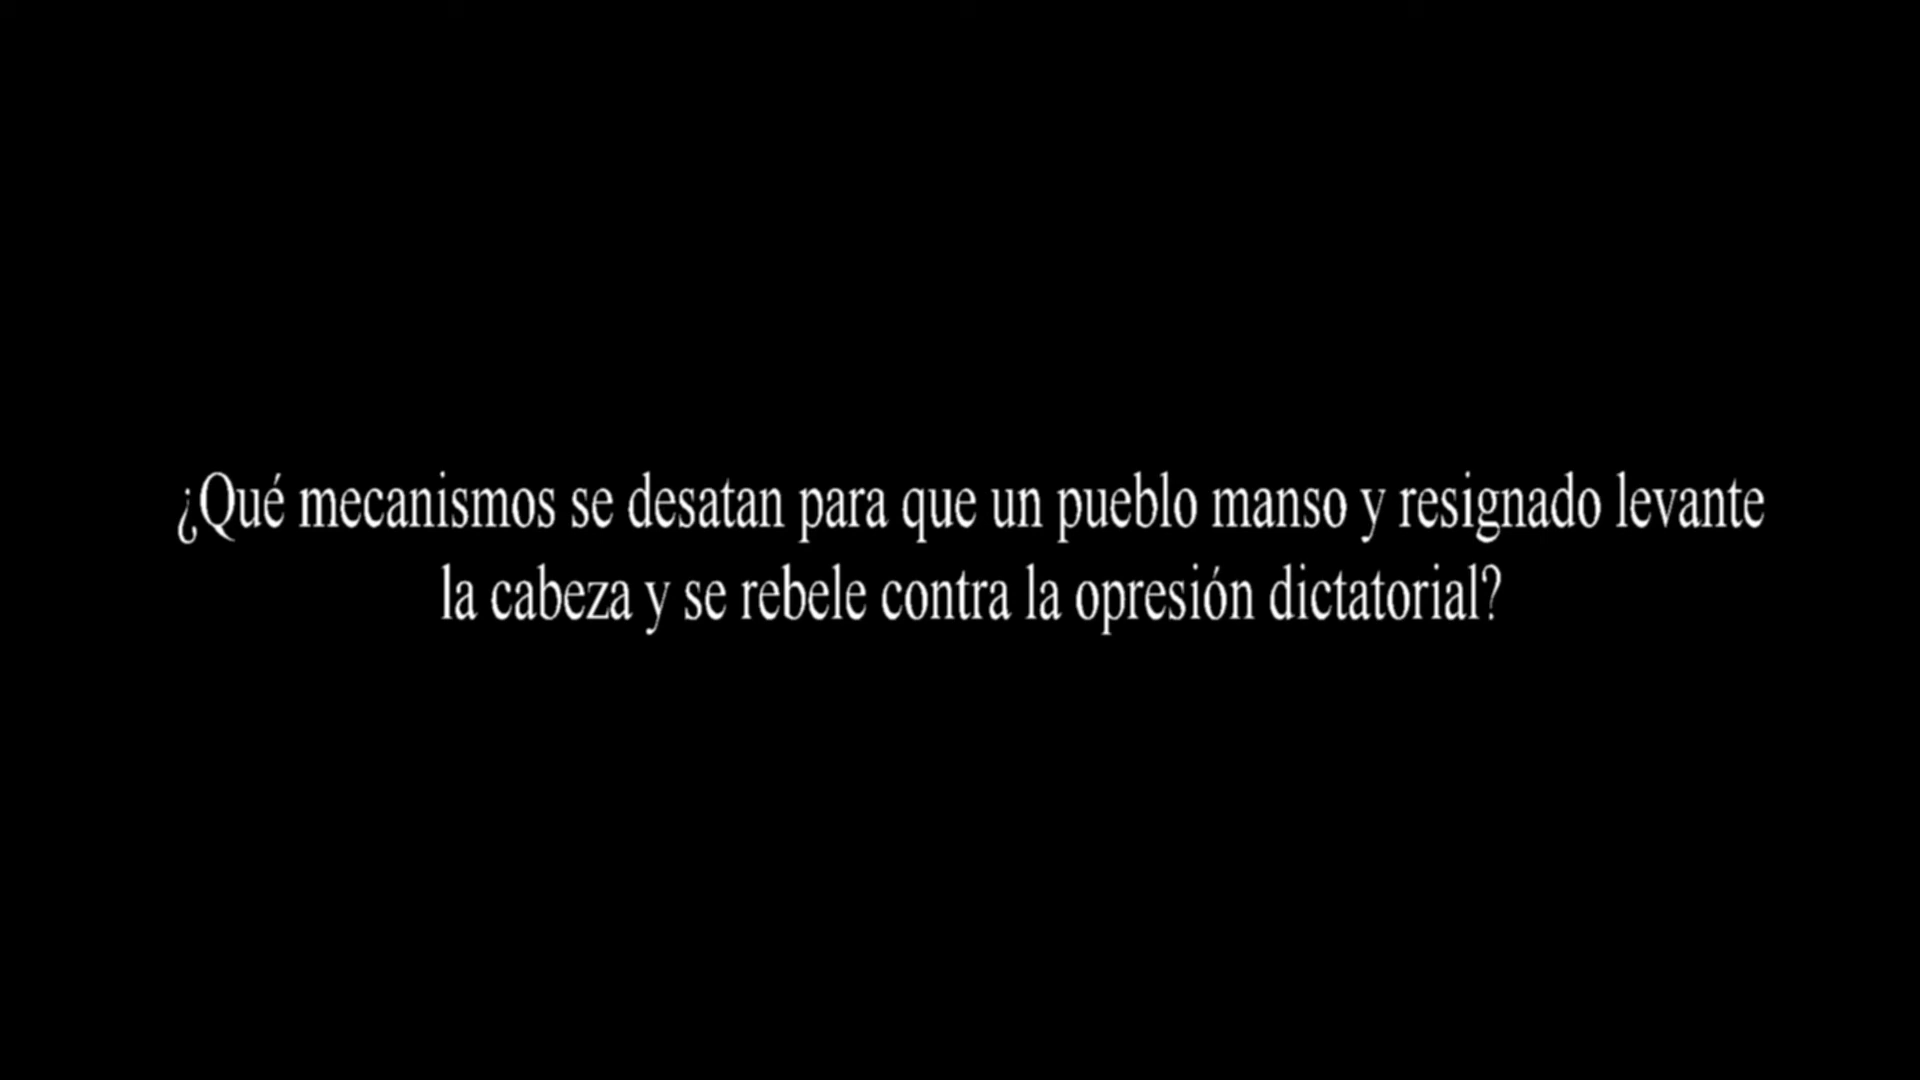 ¿Qué mecanismos se desatan para que un pueblo manso y resignado levante
la cabeza y se rebele contra la opresión dictatorial?